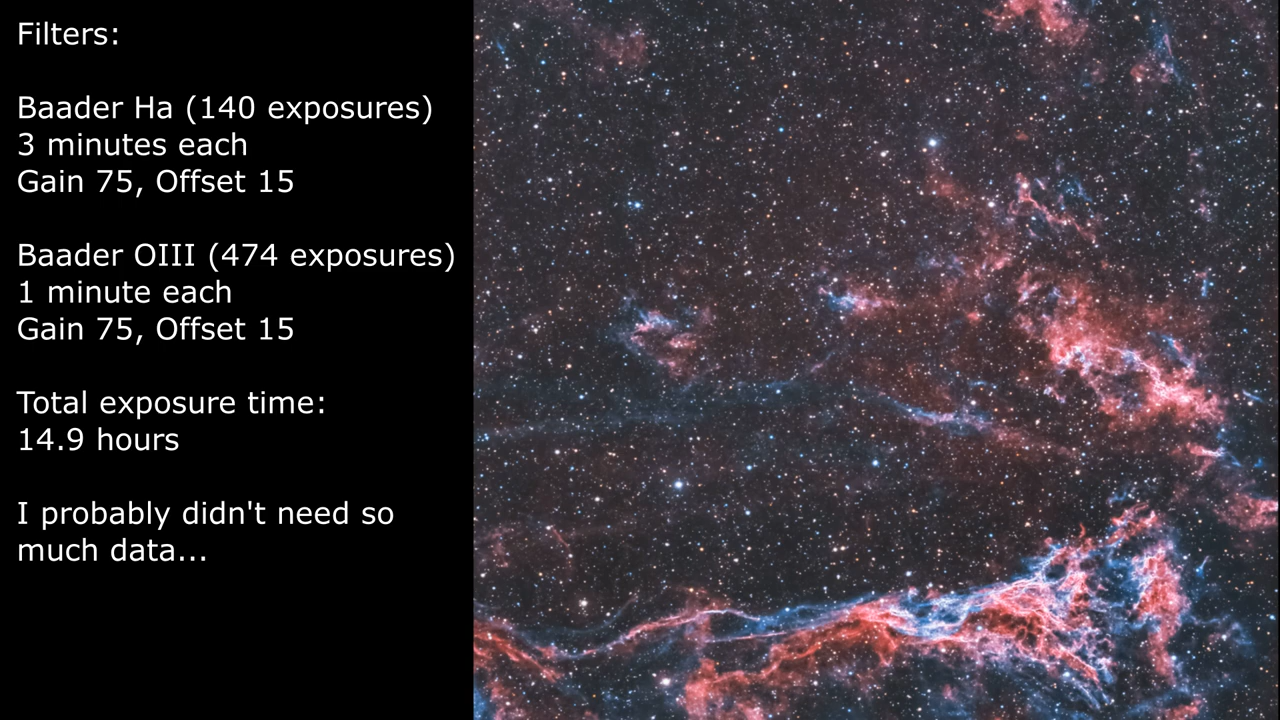 Filters:
Baader Ha (140 exposures)
3 minutes each
Gain 75, Offset 15
Baader OIII (474 exposures)
1 minute each
Gain 75, Offset 15
Total exposure time:
14.9 hours
I probably didn't need so
much data...